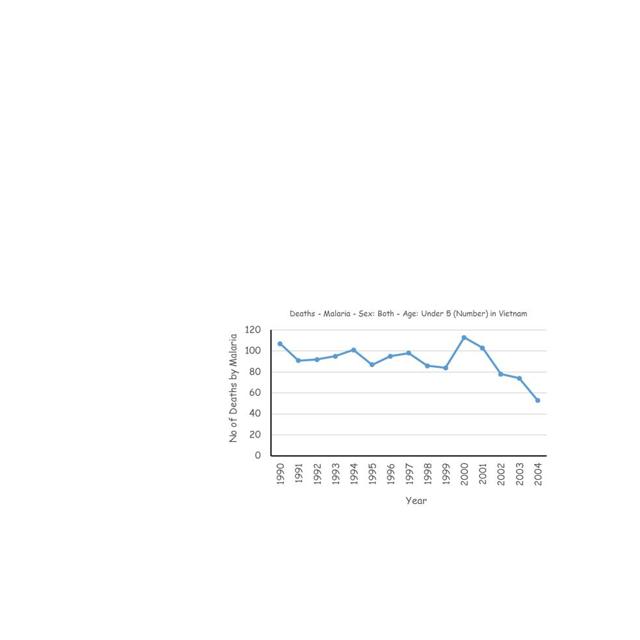 Deaths - Malaria - Sex: Both - Age: Under 5 (Number) in Vietnam
No of Deaths by Malaria
120
100
80
60
40
20
0
1990 1991 1992 1993 1994 1995 1996 1997 1998 1999 2000 2001 2002 2003 2004
Year